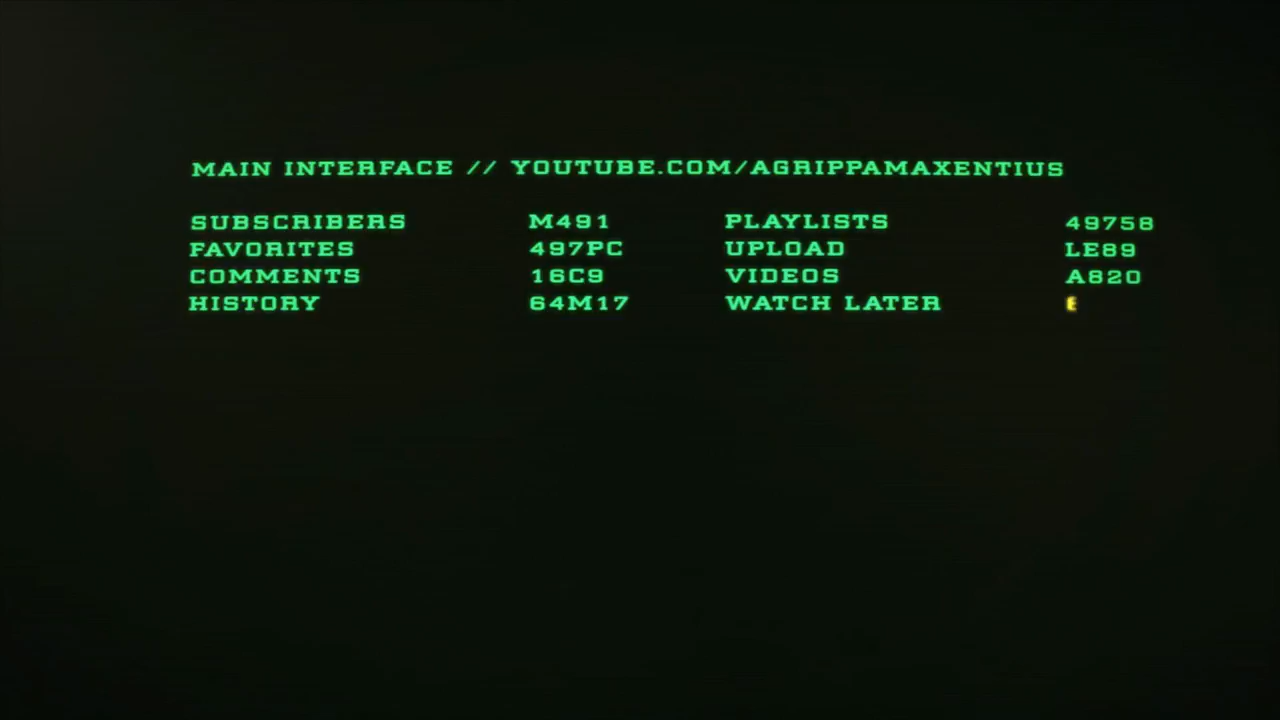 MAIN INTERFACE // YOUTUBE.COM/AGRIPPAMAXENTIUS
SUBSCRIBERS M491 PLAYLISTS 49758
FAVORITES 497PC UPLOAD LE89
COMMENTS 16C9 VIDEOS A820
HISTORY 64M17 WATCH LATER